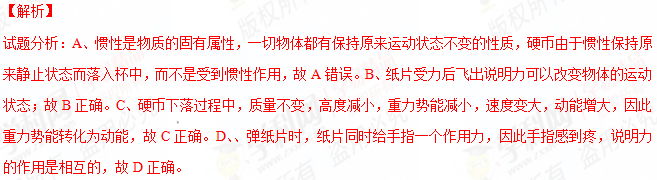 【解析】
试题分析：A、惯性是物质的固有属性，一切物体都有保持原来运动状态不变的性质，硬币由于惯性保持原
来静止状态而落入杯中，而不是受到惯性作用，故 A 错误。B、纸片受力后飞出说明力可以改变物体的运动
状态；故 B 正确。C、硬币下落过程中，质量不变，高度减小，重力势能减小，速度变大，动能增大，因此
重力势能转化为动能，故 C 正确。D、、弹纸片时，纸片同时给手指一个作用力，因此手指感到疼，说明力
的作用是相互的，故 D 正确。